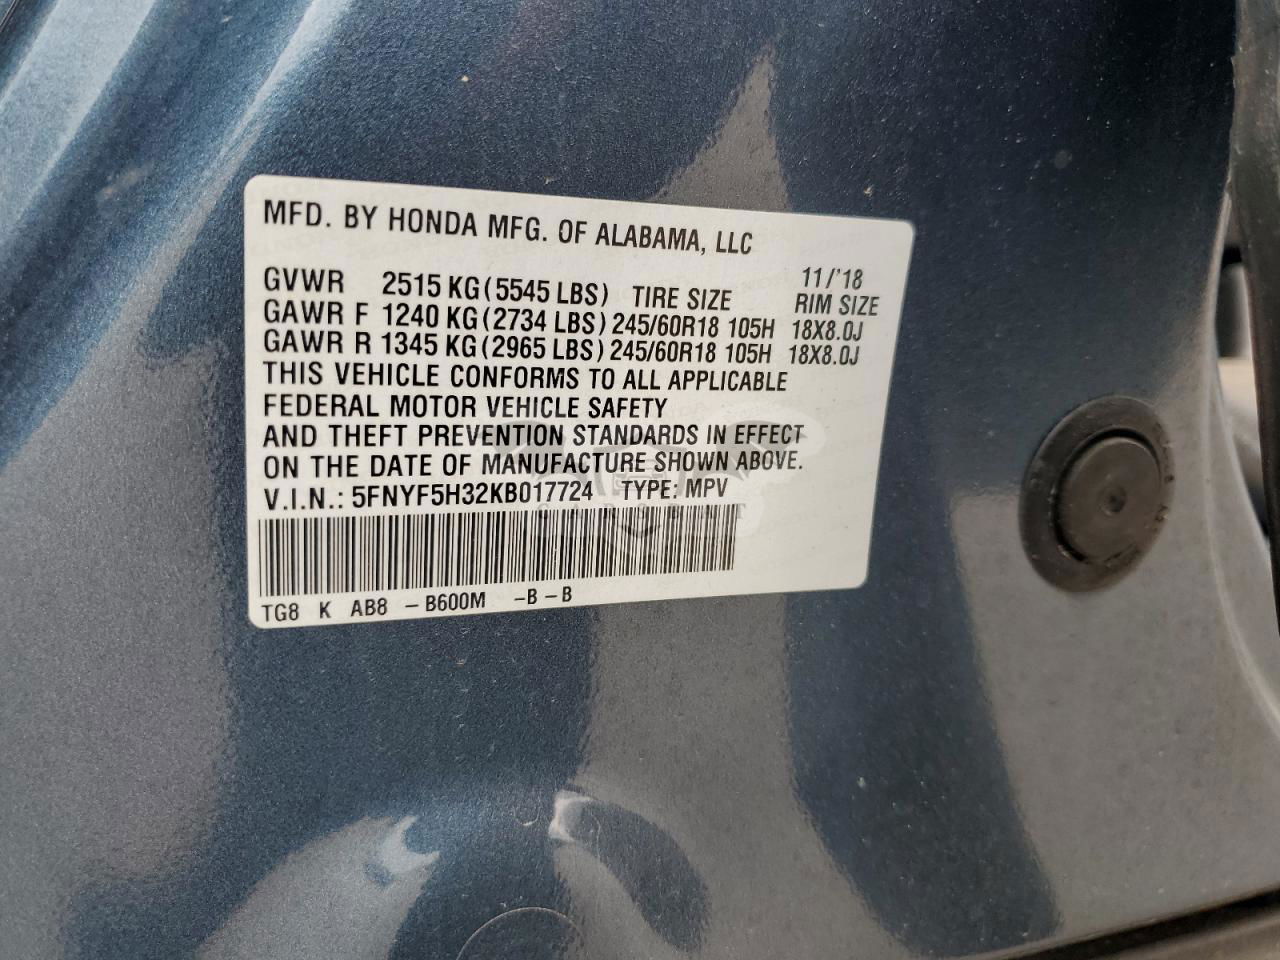 MFD. BY HONDA MFG. OF ALABAMA, LLC
11/'18
GVWR 2515 KG(5545 LBS) TIRE SIZE RIM SIZE
GAWR F 1240 KG(2734 LBS) 245/60R18 105H 18X8.0J
GAWR R 1345 KG(2965 LBS) 245/60R18 105H 18X8.0J
THIS VEHICLE CONFORMS TO ALL APPLICABLE
FEDERAL MOTOR VEHICLE SAFETY
AND THEFT PREVENTION STANDARDS IN EFFECT
ON THE DATE OF MANUFACTURE SHOWN ABOVE.
V.I.N.: 5FNYF5H32KB017724 TYPE: MPV
TG8 K AB8 -B600M -B-B